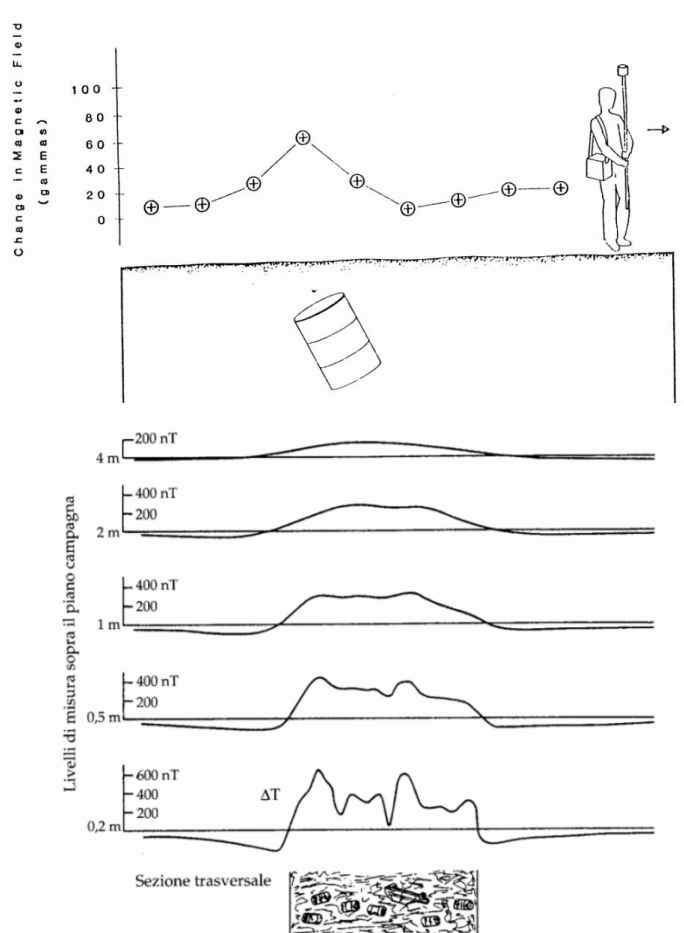 Change in Magnetic Field
(gammas)
100
80
60
40
20
0
200 nT
4 m
400 nT
200
2 m
400 nT
200
1 m
400 nT
200
0,5 m
600 nT
400
200
0,2 m
ΔT
Livelli di misura sopra il piano campagna
Sezione trasversale